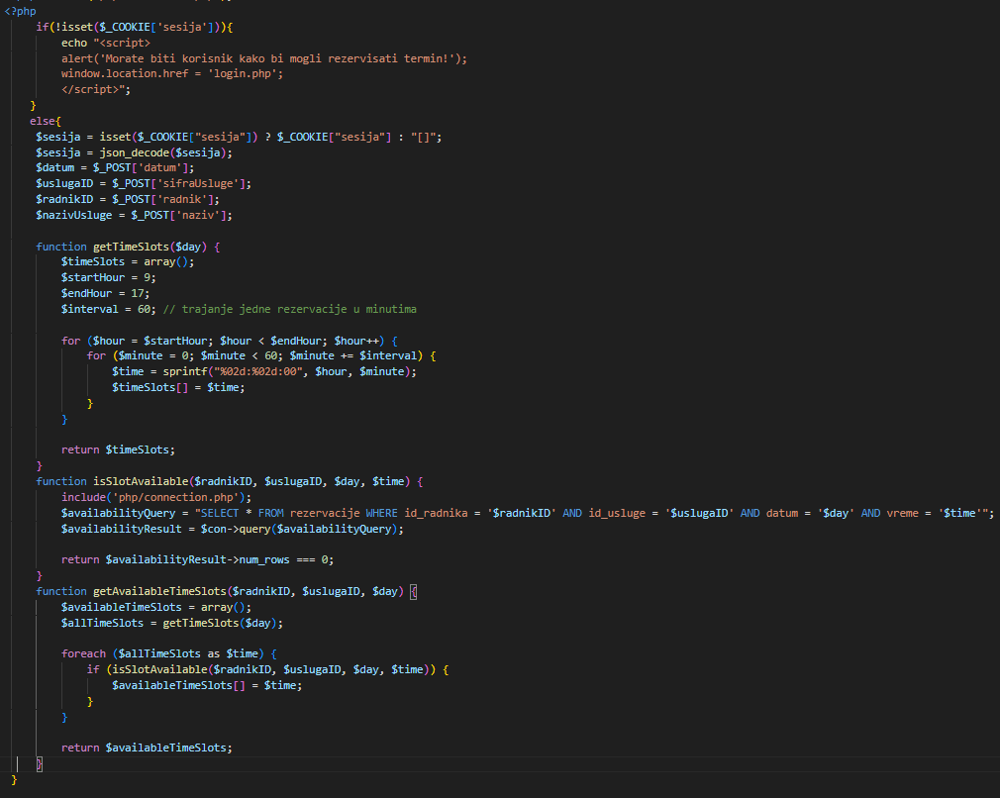 <?php
if(!isset($_COOKIE['sesija'])){
echo "<script>
alert('Morate biti korisnik kako bi mogli rezervisati termin!');
window.location.href = 'login.php';
</script>";
}
else{
$sesija = isset($_COOKIE["sesija"]) ? $_COOKIE["sesija"] : "[]";
$sesija = json_decode($sesija);
$datum = $_POST['datum'];
$uslugaID = $_POST['sifraUsluge'];
$radnikID = $_POST['radnik'];
$nazivUsluge = $_POST['naziv'];
function getTimeSlots($day) {
$timeSlots = array();
$startHour = 9;
$endHour = 17;
$interval = 60; // trajanje jedne rezervacije u minutima
for ($hour = $startHour; $hour < $endHour; $hour++) {
for ($minute = 0; $minute < 60; $minute += $interval) {
$time = sprintf("%02d:%02d:00", $hour, $minute);
$timeSlots[] = $time;
}
}
return $timeSlots;
}
function isSlotAvailable($radnikID, $uslugaID, $day, $time) {
include('php/connection.php');
$availabilityQuery = "SELECT * FROM rezervacije WHERE id_radnika = '$radnikID' AND id_usluge = '$uslugaID' AND datum = '$day' AND vreme = '$time'";
$availabilityResult = $con->query($availabilityQuery);
return $availabilityResult->num_rows === 0;
}
function getAvailableTimeSlots($radnikID, $uslugaID, $day) {
$availableTimeSlots = array();
$allTimeSlots = getTimeSlots($day);
foreach ($allTimeSlots as $time) {
if (isSlotAvailable($radnikID, $uslugaID, $day, $time)) {
$availableTimeSlots[] = $time;
}
}
return $availableTimeSlots;
}
}